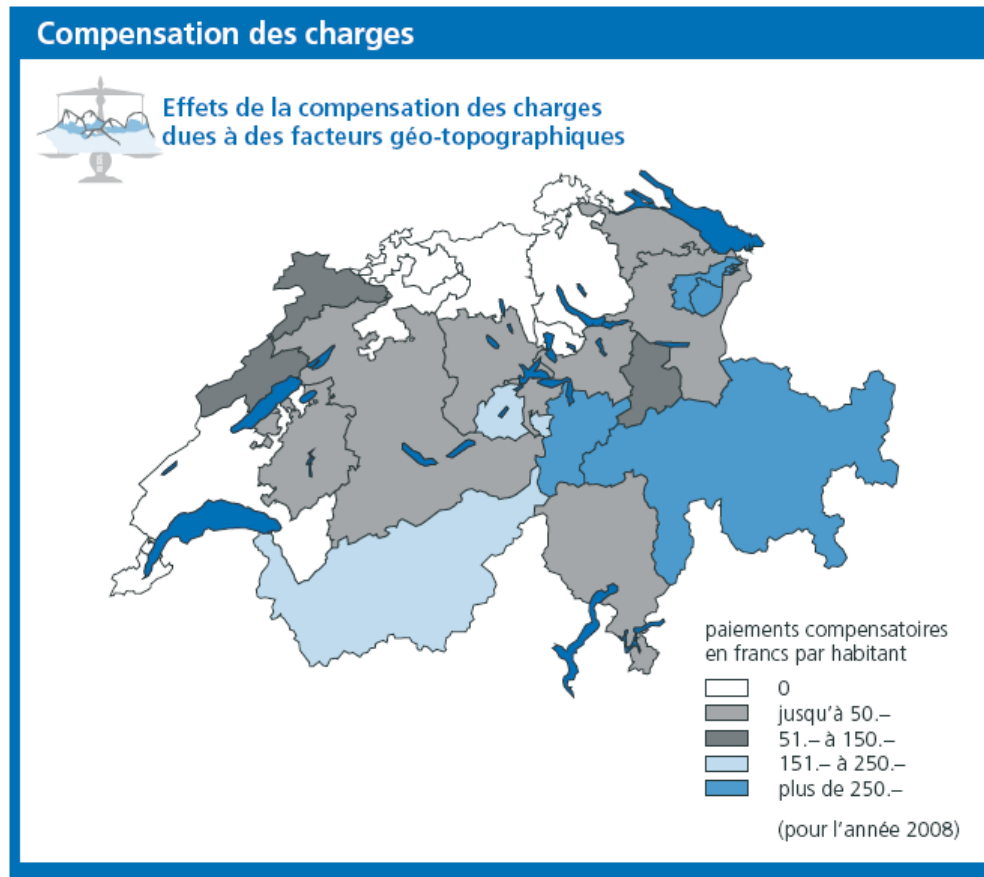 Compensation des charges
Effets de la compensation des charges
dues à des facteurs géo-topographiques
paiements compensatoires
en francs par habitant
0
jusqu'à 50.–
51.– à 150.–
151.– à 250.–
plus de 250.–
(pour l'année 2008)